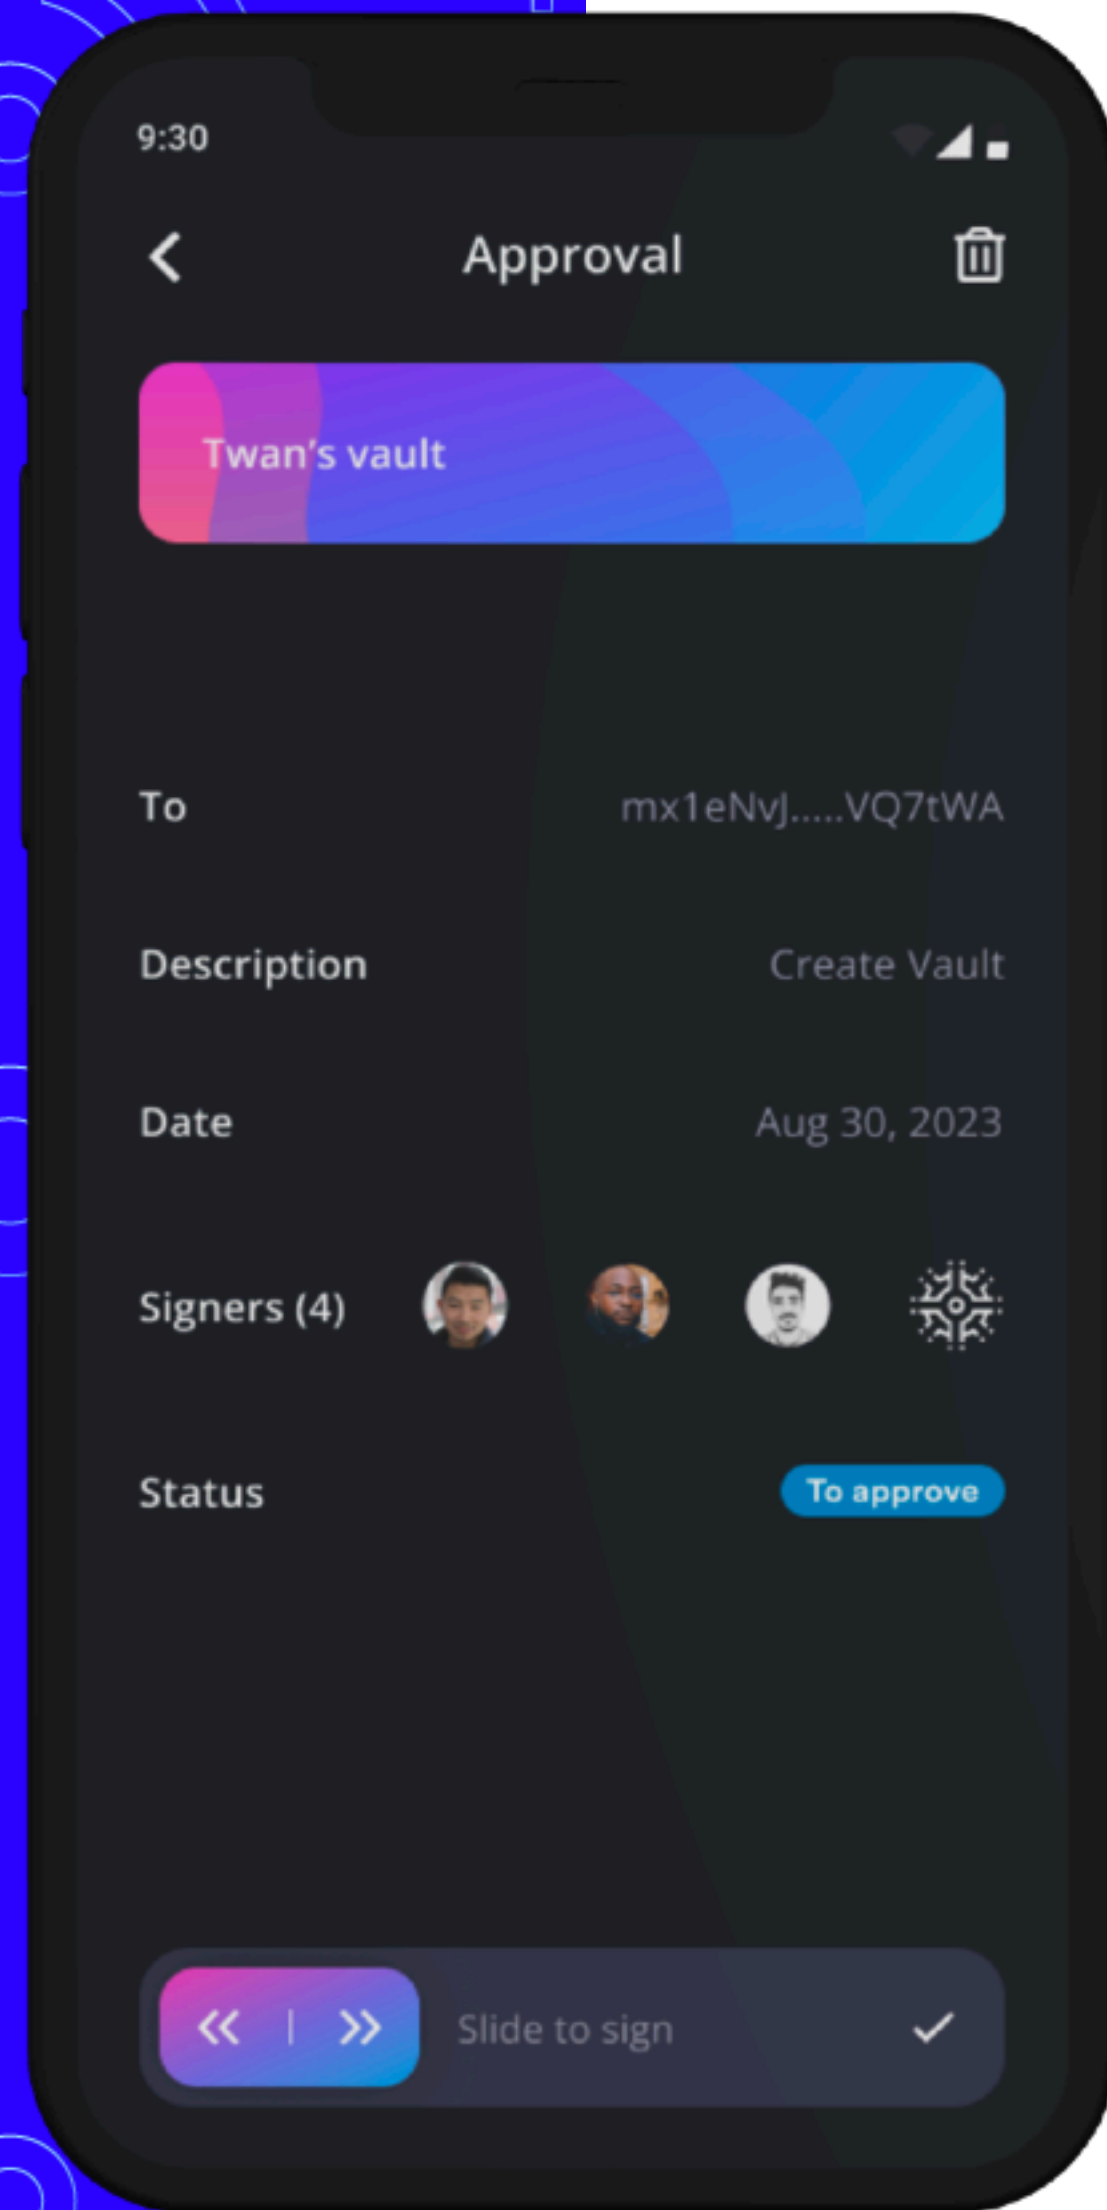 9:30
Approval
Twan's vault
To mx1eNvJ.....VQ7tWA
Description Create Vault
Date Aug 30, 2023
Signers (4)
Status To approve
Slide to sign